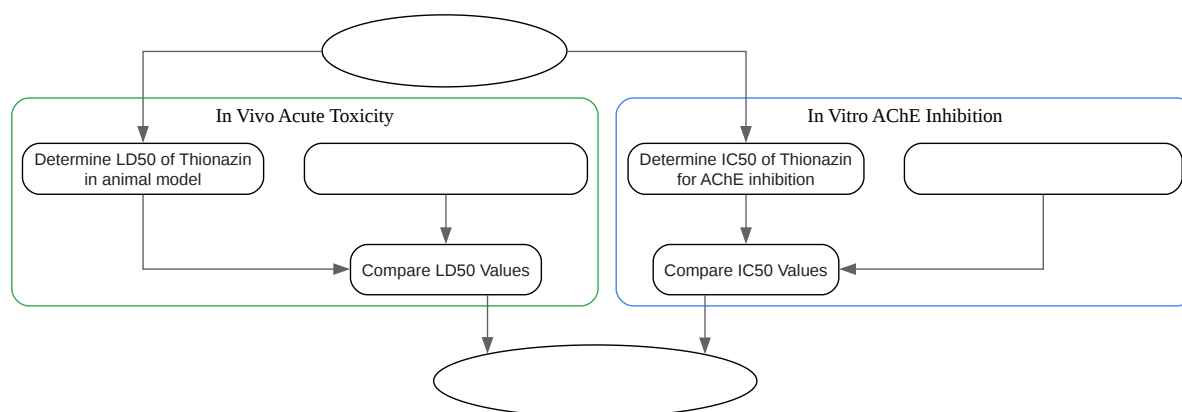 In Vivo Acute Toxicity
In Vitro AChE Inhibition
Determine LD50 of Thionazin
in animal model
Determine IC50 of Thionazin
for AChE inhibition
Compare LD50 Values
Compare IC50 Values